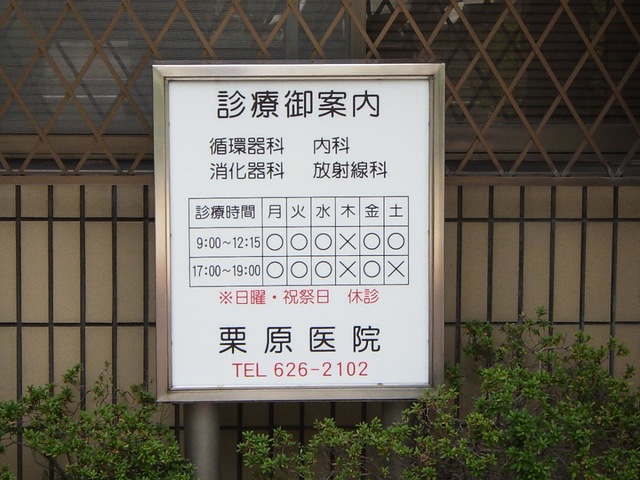 診療御案内
循環器科　内科
消化器科　放射線科
診療時間 月 火 水 木 金 土
9:00～12:15 ○ ○ ○ × ○ ○
17:00～19:00 ○ ○ ○ × ○ ×
※日曜・祝祭日　休診
栗原医院
TEL 626-2102